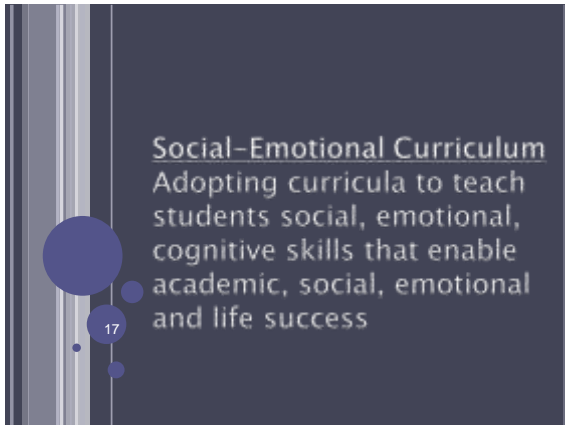 Social-Emotional Curriculum
Adopting curricula to teach
students social, emotional,
cognitive skills that enable
academic, social, emotional
and life success
17